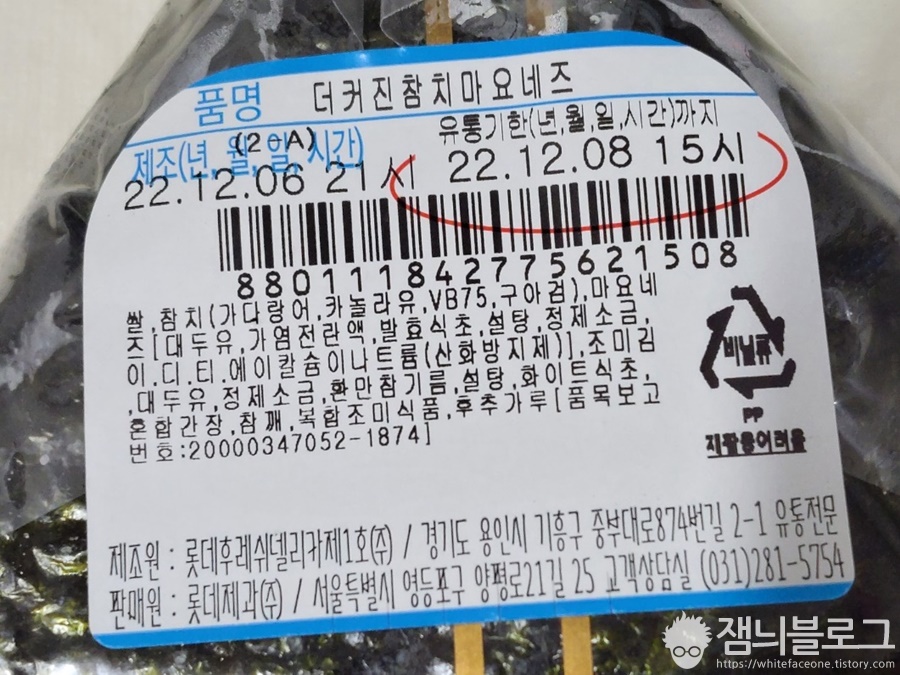 품명 더커진참치마요네즈
(2 A)
제조(년, 월, 일, 시간) 유통기한(년,월,일,시간)까지
22.12.06 21시 22.12.08 15시
880111842775621508
쌀,참치(가다랑어,카놀라유,VB75,구아검),마요네
즈[대두유,가염전란액,발효식초,설탕,정제소금,
이.디.티.에이칼슘이나트륨(산화방지제)],조미김
,대두유,정제소금,환만참기름,설탕,화이트식초,
혼합간장,참깨,복합조미식품,후추가루[품목보고
번호:20000347052-1874]
비닐류
PP
재활용어려움
제조원 : 롯데후레쉬델리카제1호(주) / 경기도 용인시 기흥구 중부대로874번길 2-1 유통전문
판매원 : 롯데제과(주) / 서울특별시 영등포구 양평로21길 25 고객상담실 (031)281-5754
잼늬블로그
https://whitefaceone.tistory.com